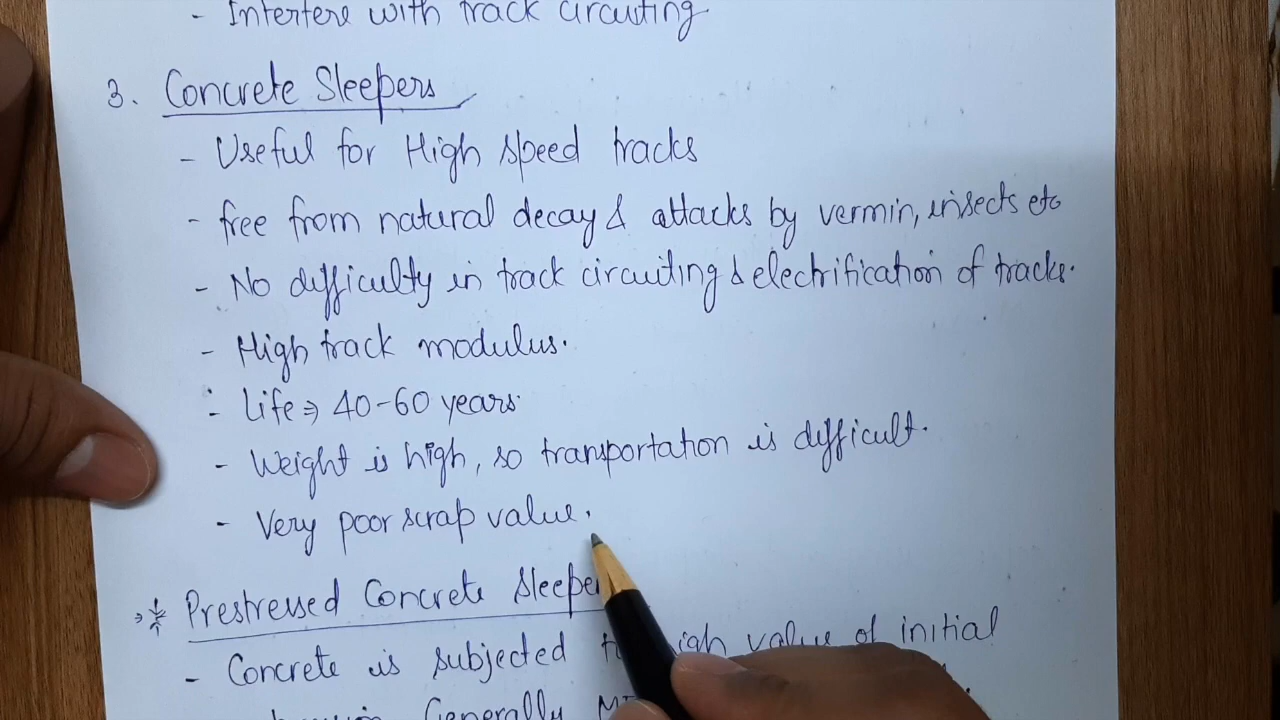 - Interfere with track circuiting
3. Concrete Sleepers
- Useful for High speed tracks
- free from natural decay & attacks by vermin, insects etc
- No difficulty in track circuiting & electrification of tracks.
- High track modulus.
- Life ⇒ 40-60 years.
- Weight is high, so transportation is difficult.
- Very poor scrap value.
⇒* Prestressed Concrete Sleeper
- Concrete is subjected high value of initial
Generally